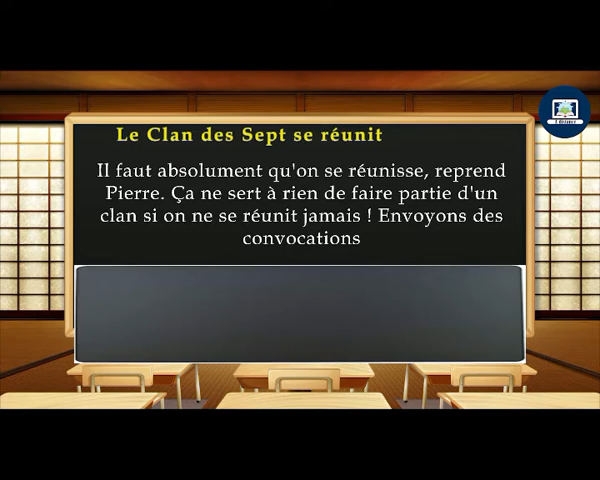 Le Clan des Sept se réunit
Il faut absolument qu'on se réunisse, reprend
Pierre. Ça ne sert à rien de faire partie d'un
clan si on ne se réunit jamais ! Envoyons des
convocations